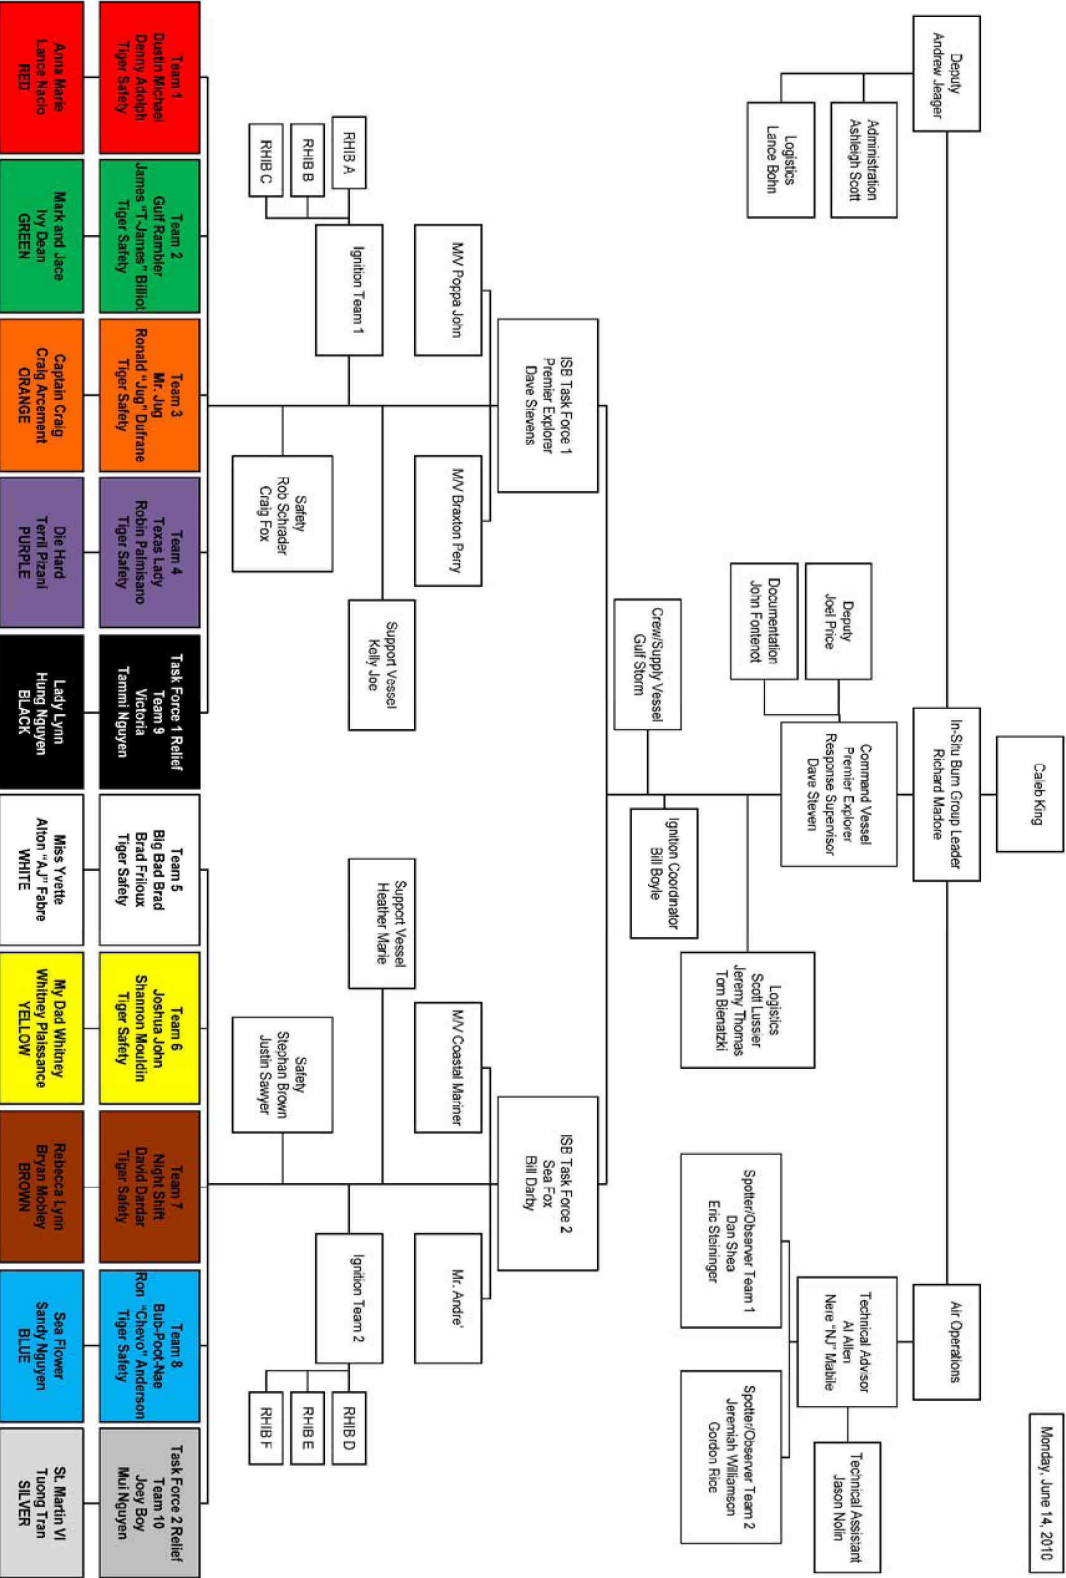 Monday, June 14, 2010
Caleb King
Deputy
Andrew Jeager
In-Situ Burn Group Leader
Richard Madore
Air Operations
Administration
Ashleigh Scott
Logistics
Lance Bohn
Deputy
Joel Price
Documentation
John Fontenot
Command Vessel
Premier Explorer
Response Supervisor
Dave Steven
Technical Advisor
Al Allen
Nere "NJ" Mabile
Technical Assistant
Jason Nolin
Logistics
Scott Lussier
Jeremy Thomas
Tom Bienatzki
Spotter/Observer Team 1
Dan Shea
Eric Steininger
Spotter/Observer Team 2
Jeremiah Williamson
Gordon Rice
Crew/Supply Vessel
Gulf Storm
Ignition Coordinator
Bill Boyle
ISB Task Force 1
Premier Explorer
Dave Stevens
ISB Task Force 2
Sea Fox
Bill Darby
M/V Poppa John
M/V Braxton Perry
M/V Coastal Mariner
Mr. Andre'
Ignition Team 1
Support Vessel
Kelly Joe
Support Vessel
Heather Marie
Ignition Team 2
RHIB A
RHIB B
RHIB C
Safety
Rob Schrader
Craig Fox
Safety
Stephan Brown
Justin Sawyer
RHIB D
RHIB E
RHIB F
Team 1
Dustin Michael
Denny Adolph
Tiger Safety
Team 2
Gulf Rambler
James "T-James" Billiot
Tiger Safety
Team 3
Mr. Jug
Ronald "Jug" Dufrane
Tiger Safety
Team 4
Texas Lady
Robin Palmisano
Tiger Safety
Task Force 1 Relief
Team 9
Victoria
Tammi Nguyen
Team 5
Big Bad Brad
Brad Friloux
Tiger Safety
Team 6
Joshua John
Shannon Mouldin
Tiger Safety
Team 7
Night Shift
David Dardar
Tiger Safety
Team 8
Bub-Poot-Nae
Ron "Chevo" Anderson
Tiger Safety
Task Force 2 Relief
Team 10
Joey Boy
Mui Nguyen
Anna Marie
Lance Nacio
RED
Mark and Jace
Ivy Dean
GREEN
Captain Craig
Craig Arcement
ORANGE
Die Hard
Terril Pizani
PURPLE
Lady Lynn
Hung Nguyen
BLACK
Miss Yvette
Alton "AJ" Fabre
WHITE
My Dad Whitney
Whitney Plaissance
YELLOW
Rebecca Lynn
Bryan Mobley
BROWN
Sea Flower
Sandy Nguyen
BLUE
St. Martin VI
Tuong Tran
SILVER